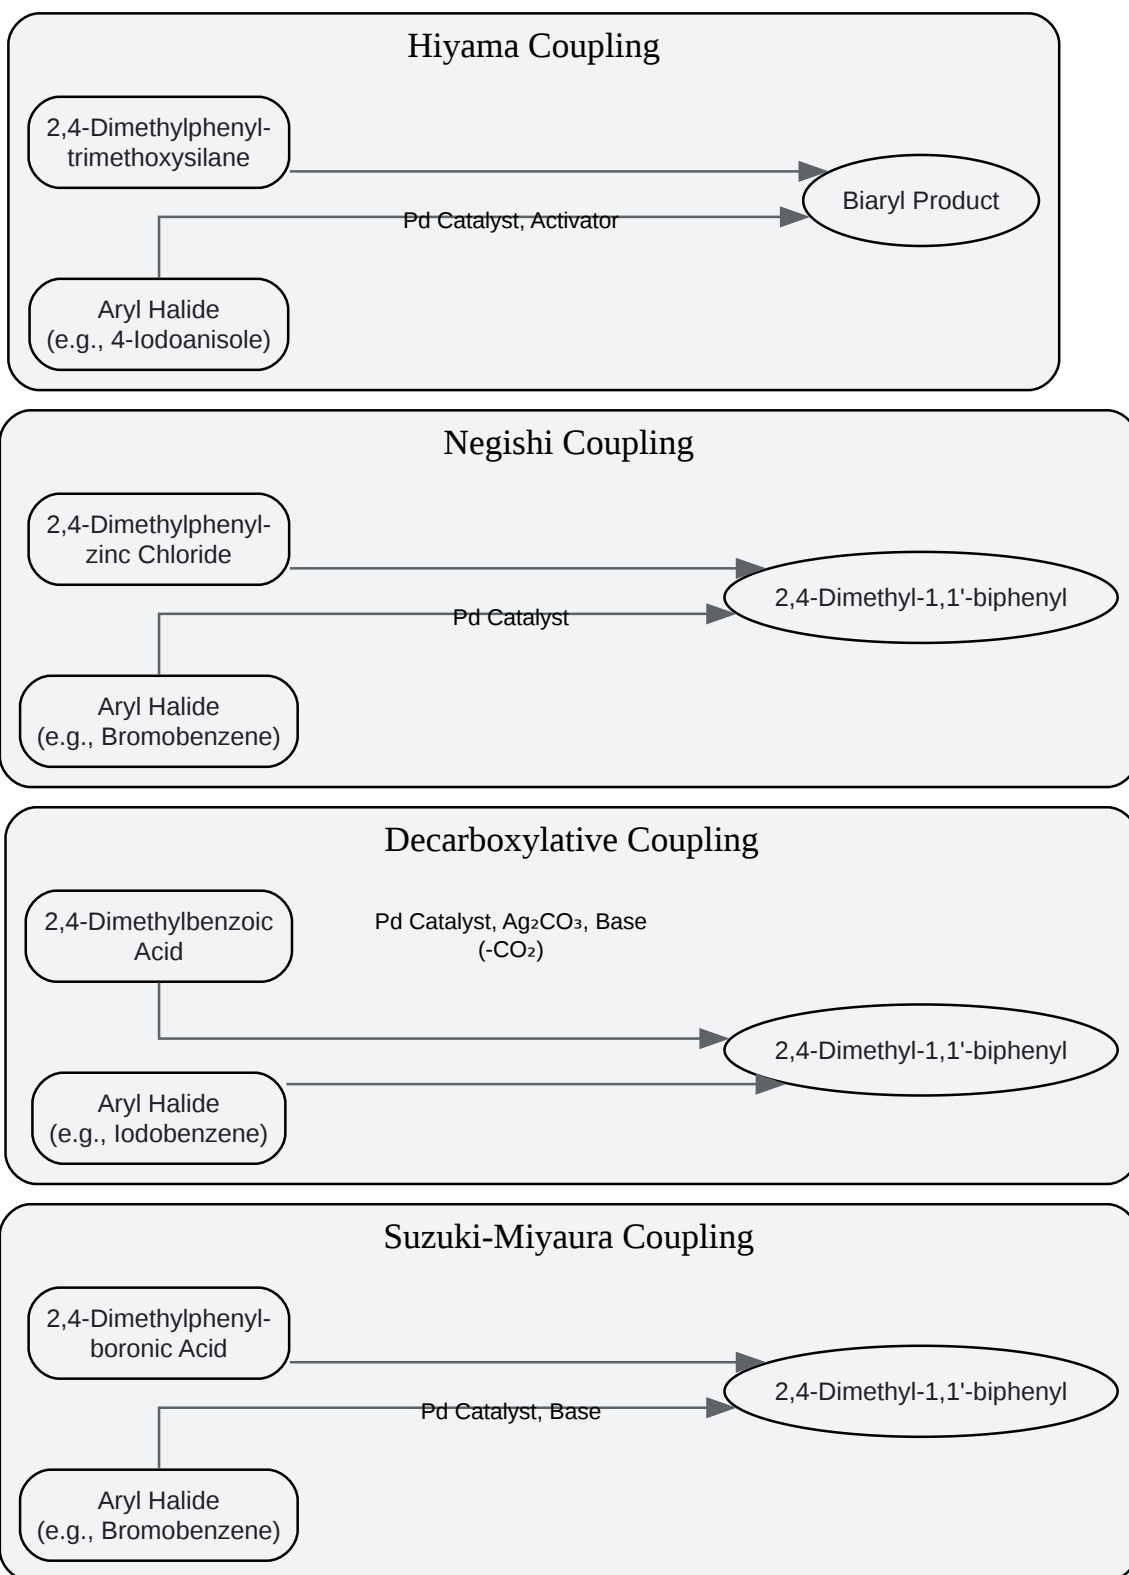 Hiyama Coupling
2,4-Dimethylphenyl-
trimethoxysilane
Biaryl Product
Pd Catalyst, Activator
Aryl Halide
(e.g., 4-Iodoanisole)
Negishi Coupling
2,4-Dimethylphenyl-
zinc Chloride
2,4-Dimethyl-1,1'-biphenyl
Pd Catalyst
Aryl Halide
(e.g., Bromobenzene)
Decarboxylative Coupling
2,4-Dimethylbenzoic
Acid
Pd Catalyst, Ag₂CO₃, Base
(-CO₂)
2,4-Dimethyl-1,1'-biphenyl
Aryl Halide
(e.g., Iodobenzene)
Suzuki-Miyaura Coupling
2,4-Dimethylphenyl-
boronic Acid
2,4-Dimethyl-1,1'-biphenyl
Pd Catalyst, Base
Aryl Halide
(e.g., Bromobenzene)